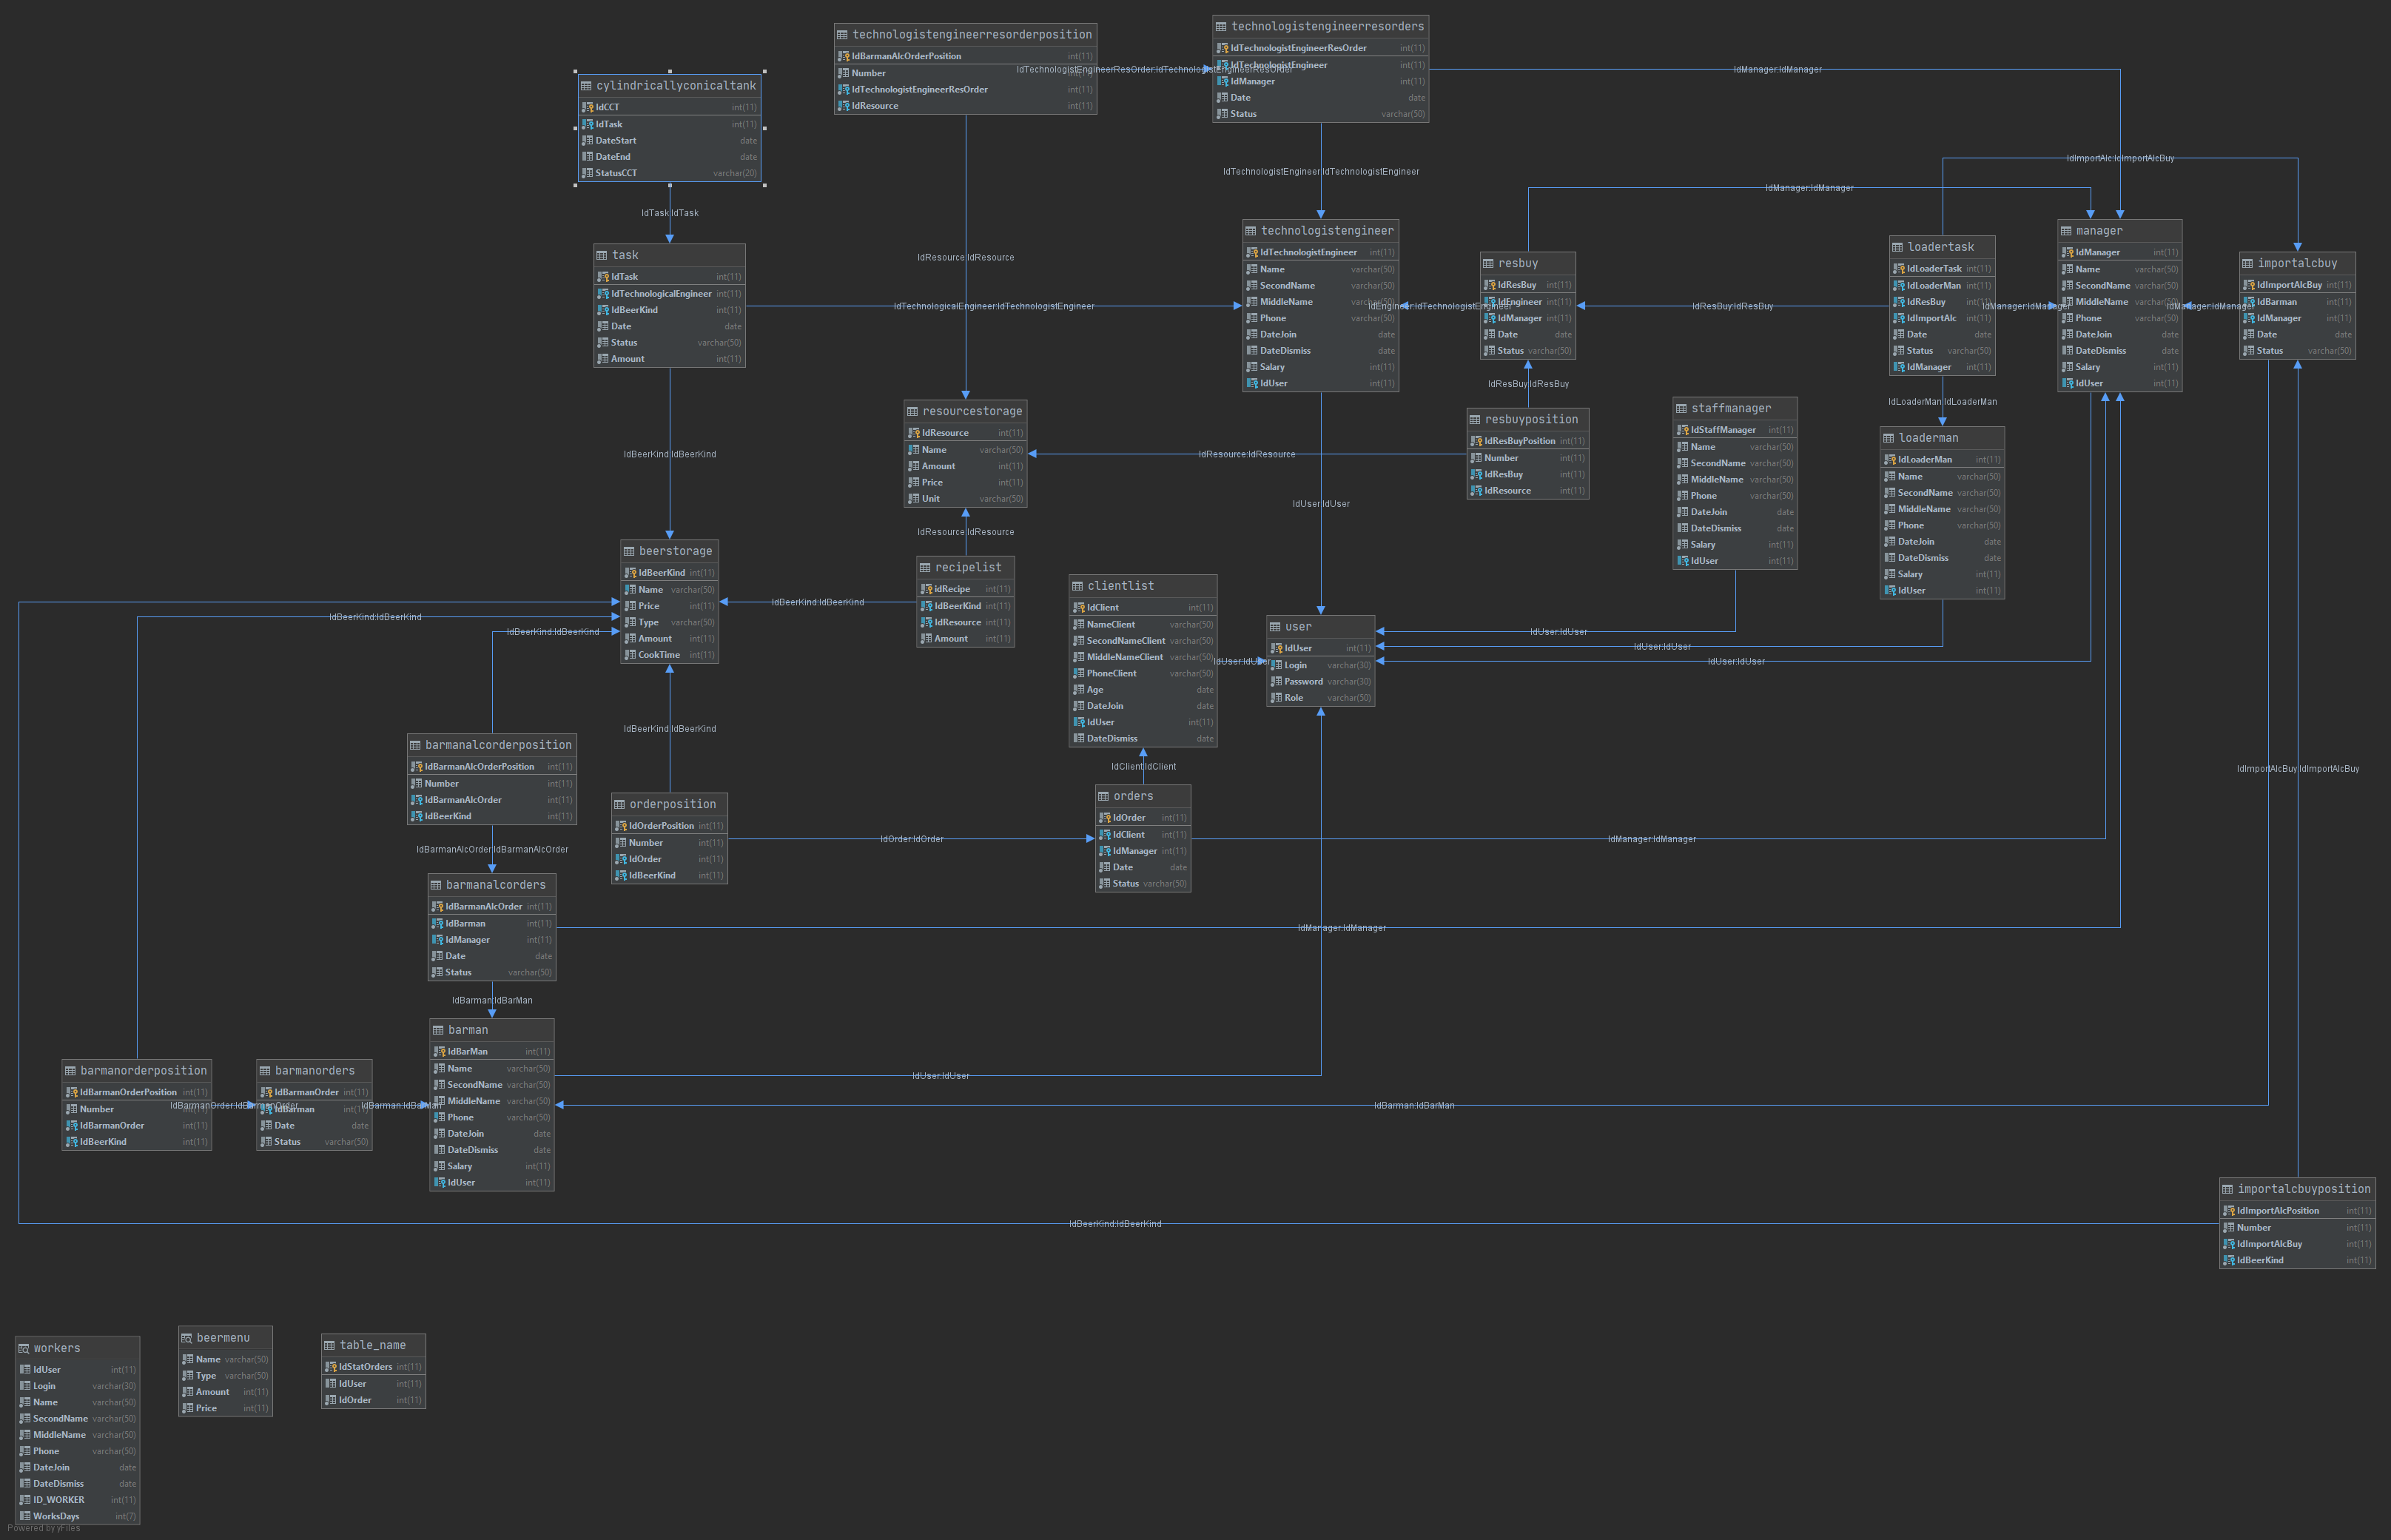 technologistengineerresorderposition
IdBarmanAlcOrderPosition int(11)
Number int(11)
IdTechnologistEngineerResOrder int(11)
IdResource int(11)
technologistengineerresorders
IdTechnologistEngineerResOrder int(11)
IdTechnologistEngineer int(11)
IdManager int(11)
Date date
Status varchar(50)
IdTechnologistEngineerResOrder:IdTechnologistEngineerResOrder
IdManager:IdManager
cylindricallyconicaltank
IdCCT int(11)
IdTask int(11)
DateStart date
DateEnd date
StatusCCT varchar(20)
IdTask:IdTask
IdTechnologistEngineer:IdTechnologistEngineer
IdImportAlc:IdImportAlcBuy
IdManager:IdManager
task
IdTask int(11)
IdTechnologicalEngineer int(11)
IdBeerKind int(11)
Date date
Status varchar(50)
Amount int(11)
IdResource:IdResource
IdTechnologicalEngineer:IdTechnologistEngineer
technologistengineer
IdTechnologistEngineer int(11)
Name varchar(50)
SecondName varchar(50)
MiddleName varchar(50)
Phone varchar(50)
DateJoin date
DateDismiss date
Salary int(11)
IdUser int(11)
IdEngineer:IdTechnologistEngineer
resbuy
IdResBuy int(11)
IdEngineer int(11)
IdManager int(11)
Date date
Status varchar(50)
IdResBuy:IdResBuy
loadertask
IdLoaderTask int(11)
IdLoaderMan int(11)
IdResBuy int(11)
IdImportAlc int(11)
Date date
Status varchar(50)
IdManager int(11)
IdManager:IdManager
manager
IdManager int(11)
Name varchar(50)
SecondName varchar(50)
MiddleName varchar(50)
Phone varchar(50)
DateJoin date
DateDismiss date
Salary int(11)
IdUser int(11)
IdManager:IdManager
importalcbuy
IdImportAlcBuy int(11)
IdBarman int(11)
IdManager int(11)
Date date
Status varchar(50)
IdResBuy:IdResBuy
IdLoaderMan:IdLoaderMan
resourcestorage
IdResource int(11)
Name varchar(50)
Amount int(11)
Price int(11)
Unit varchar(50)
IdResource:IdResource
resbuyposition
IdResBuyPosition int(11)
Number int(11)
IdResBuy int(11)
IdResource int(11)
staffmanager
IdStaffManager int(11)
Name varchar(50)
SecondName varchar(50)
MiddleName varchar(50)
Phone varchar(50)
DateJoin date
DateDismiss date
Salary int(11)
IdUser int(11)
loaderman
IdLoaderMan int(11)
Name varchar(50)
SecondName varchar(50)
MiddleName varchar(50)
Phone varchar(50)
DateJoin date
DateDismiss date
Salary int(11)
IdUser int(11)
IdBeerKind:IdBeerKind
IdUser:IdUser
IdResource:IdResource
beerstorage
IdBeerKind int(11)
Name varchar(50)
Price int(11)
Type varchar(50)
Amount int(11)
CookTime int(11)
IdBeerKind:IdBeerKind
recipelist
idRecipe int(11)
IdBeerKind int(11)
IdResource int(11)
Amount int(11)
clientlist
IdClient int(11)
NameClient varchar(50)
SecondNameClient varchar(50)
MiddleNameClient varchar(50)
PhoneClient varchar(50)
Age date
DateJoin date
IdUser int(11)
DateDismiss date
IdUser:IdUser
user
IdUser int(11)
Login varchar(30)
Password varchar(30)
Role varchar(50)
IdUser:IdUser
IdUser:IdUser
IdUser:IdUser
IdBeerKind:IdBeerKind
IdBeerKind:IdBeerKind
IdBeerKind:IdBeerKind
barmanalcorderposition
IdBarmanAlcOrderPosition int(11)
Number int(11)
IdBarmanAlcOrder int(11)
IdBeerKind int(11)
IdClient:IdClient
IdImportAlcBuy:IdImportAlcBuy
orderposition
IdOrderPosition int(11)
Number int(11)
IdOrder int(11)
IdBeerKind int(11)
IdOrder:IdOrder
orders
IdOrder int(11)
IdClient int(11)
IdManager int(11)
Date date
Status varchar(50)
IdManager:IdManager
IdBarmanAlcOrder:IdBarmanAlcOrder
barmanalcorders
IdBarmanAlcOrder int(11)
IdBarman int(11)
IdManager int(11)
Date date
Status varchar(50)
IdManager:IdManager
IdBarman:IdBarMan
barman
IdBarMan int(11)
Name varchar(50)
SecondName varchar(50)
MiddleName varchar(50)
Phone varchar(50)
DateJoin date
DateDismiss date
Salary int(11)
IdUser int(11)
IdUser:IdUser
barmanorderposition
IdBarmanOrderPosition int(11)
Number int(11)
IdBarmanOrder int(11)
IdBeerKind int(11)
IdBarmanOrder:IdBarmanOrder
barmanorders
IdBarmanOrder int(11)
IdBarman int(11)
Date date
Status varchar(50)
IdBarman:IdBarMan
IdBarman:IdBarMan
importalcbuyposition
IdImportAlcPosition int(11)
Number int(11)
IdImportAlcBuy int(11)
IdBeerKind int(11)
IdBeerKind:IdBeerKind
workers
IdUser int(11)
Login varchar(30)
Name varchar(50)
SecondName varchar(50)
MiddleName varchar(50)
Phone varchar(50)
DateJoin date
DateDismiss date
ID_WORKER int(11)
WorksDays int(7)
beermenu
Name varchar(50)
Type varchar(50)
Amount int(11)
Price int(11)
table_name
IdStatOrders int(11)
IdUser int(11)
IdOrder int(11)
Powered by yFiles